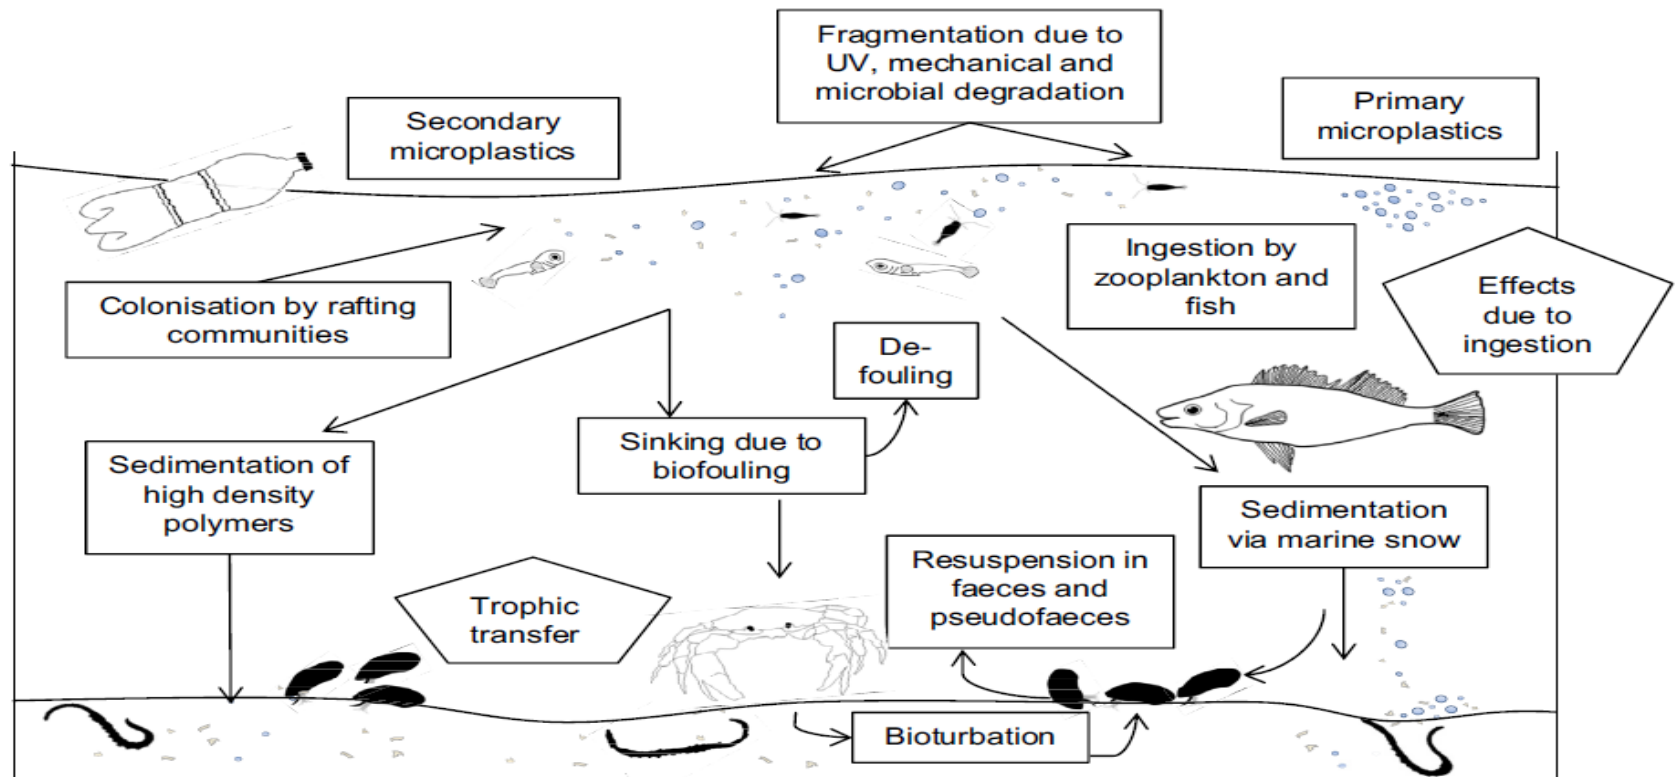 Fragmentation due to
UV, mechanical and
microbial degradation
Secondary
microplastics
Primary
microplastics
Colonisation by rafting
communities
Ingestion by
zooplankton and
fish
Effects
due to
ingestion
De-
fouling
Sinking due to
biofouling
Sedimentation of
high density
polymers
Sedimentation
via marine snow
Resuspension in
faeces and
pseudofaeces
Trophic
transfer
Bioturbation